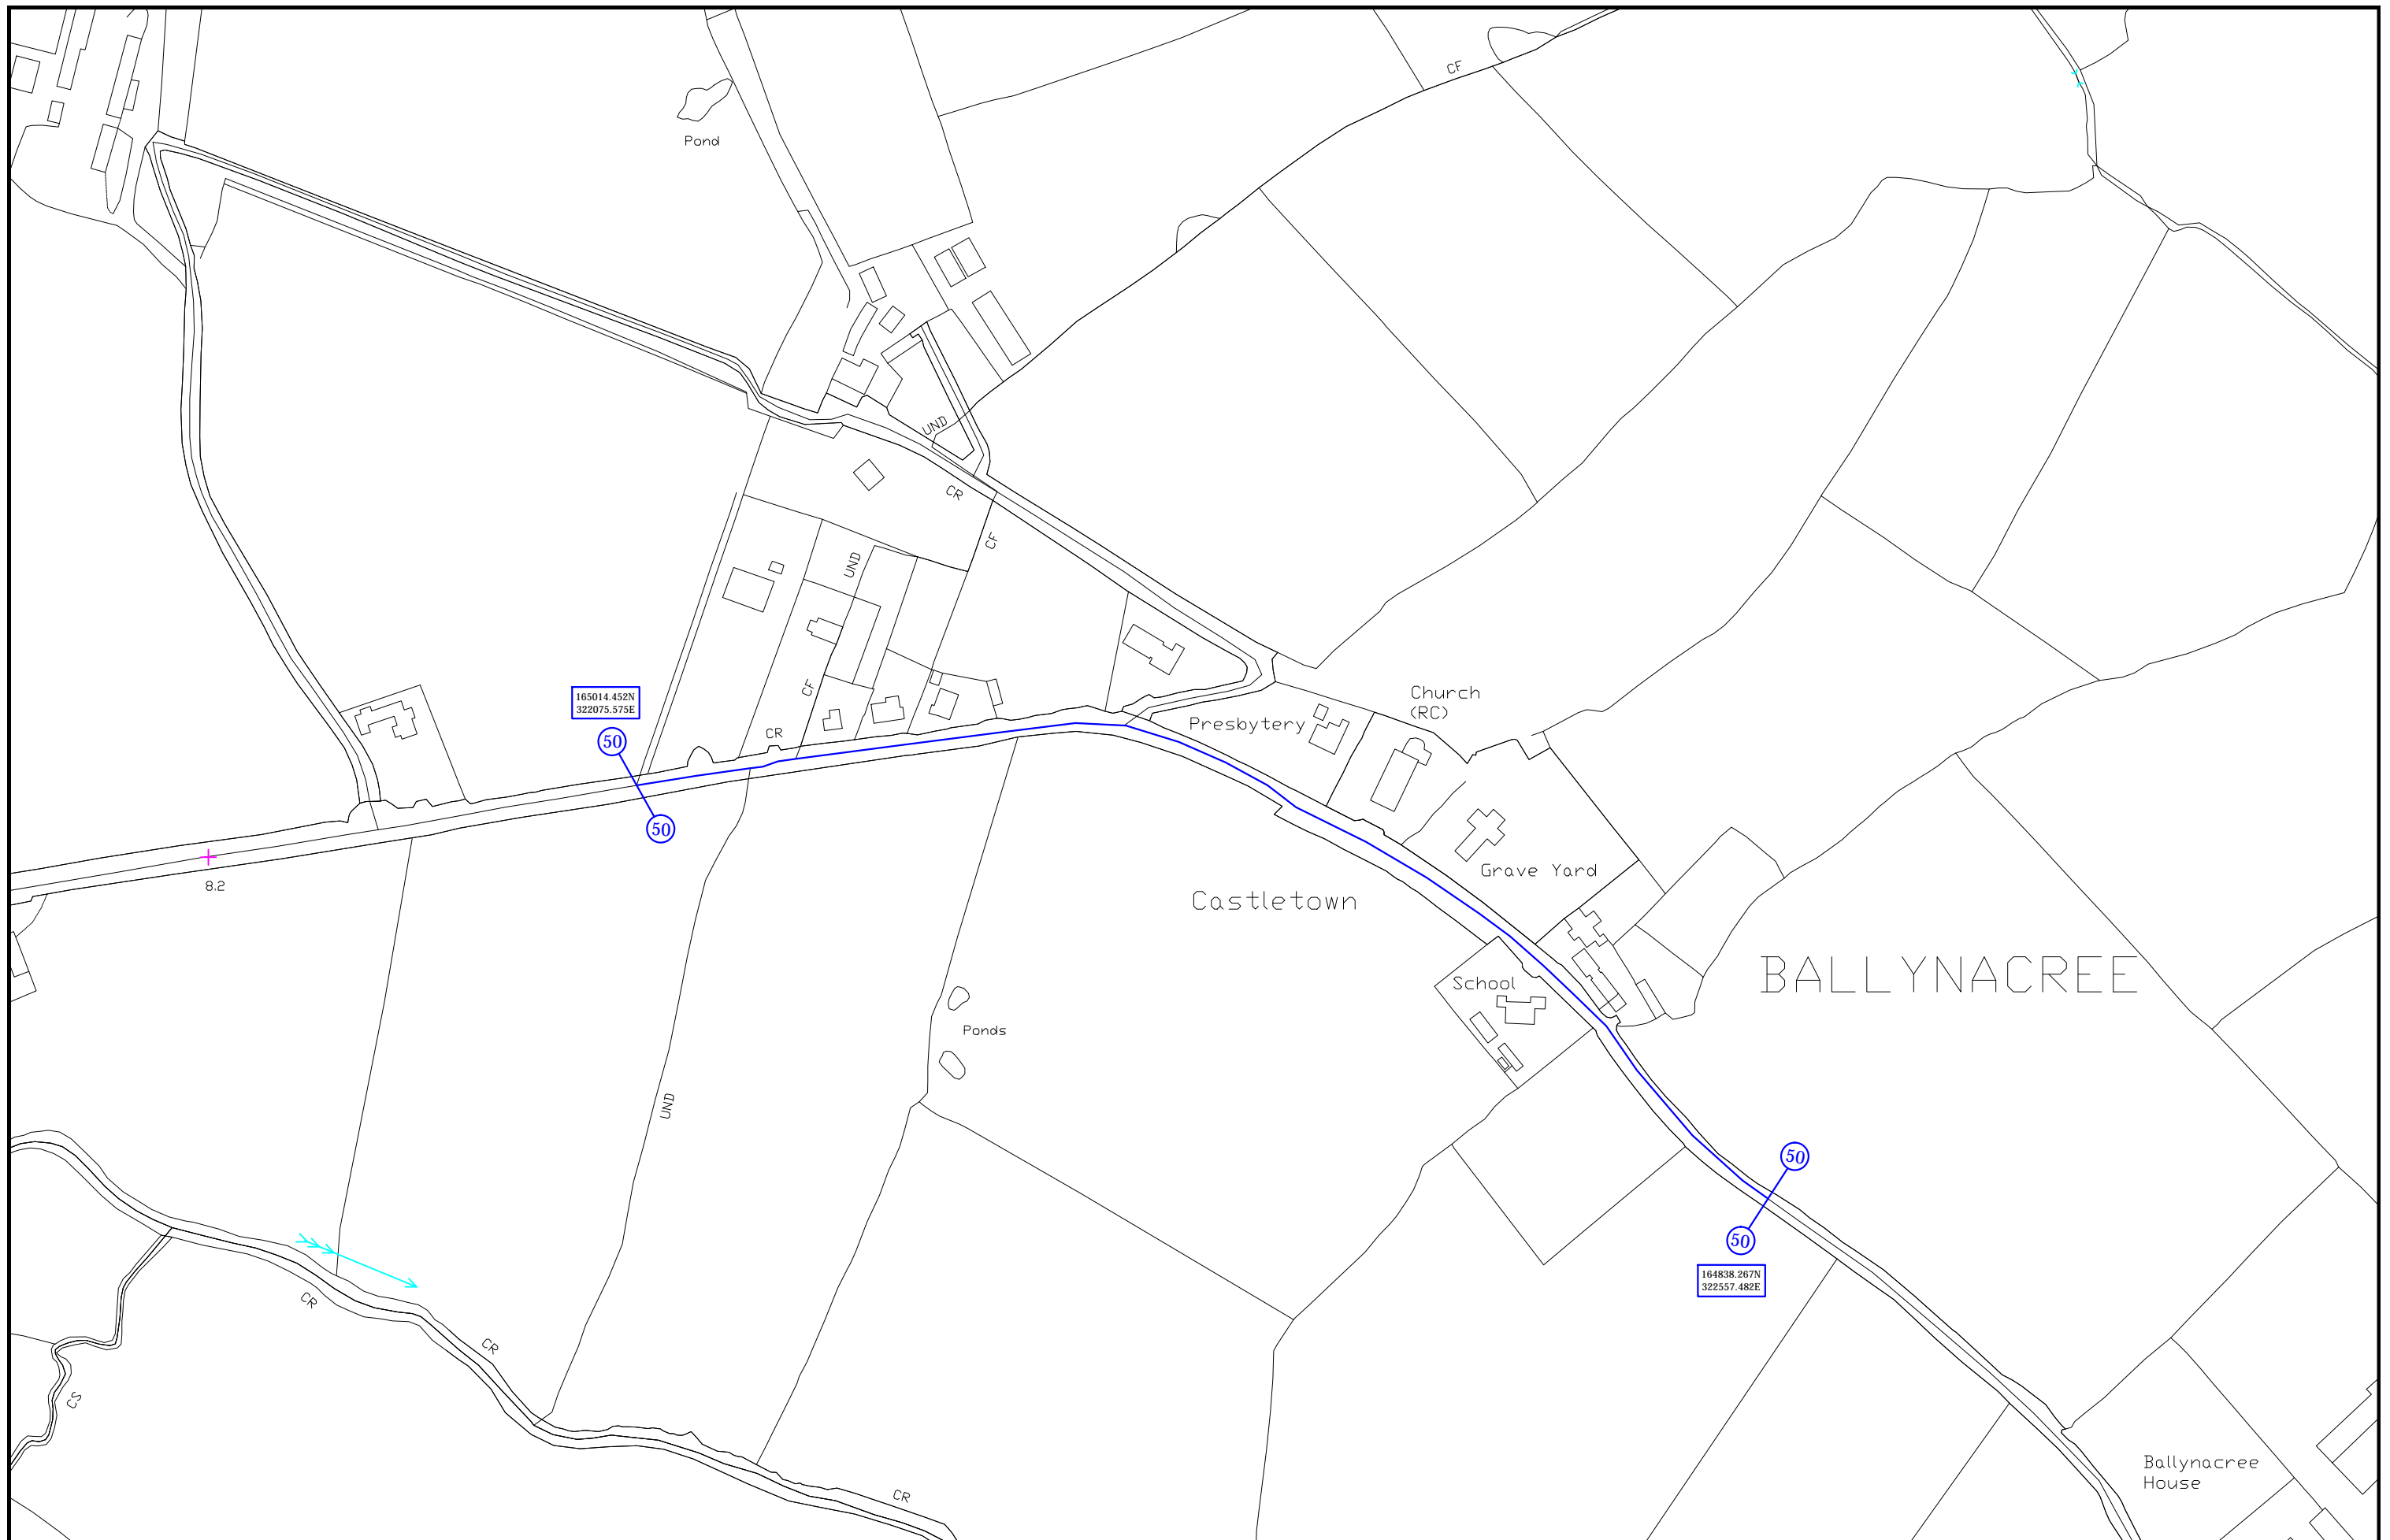 CF
Pond
UND
CR
CF
UND
165014.452N
322075.575E
CF
Church
(RC)
Presbytery
CR
50
50
8.2
Grave Yard
Castletown
BALLYNACREE
School
Ponds
UND
50
50
164838.267N
322557.482E
CR
CR
CS
Ballynacree
House
CR